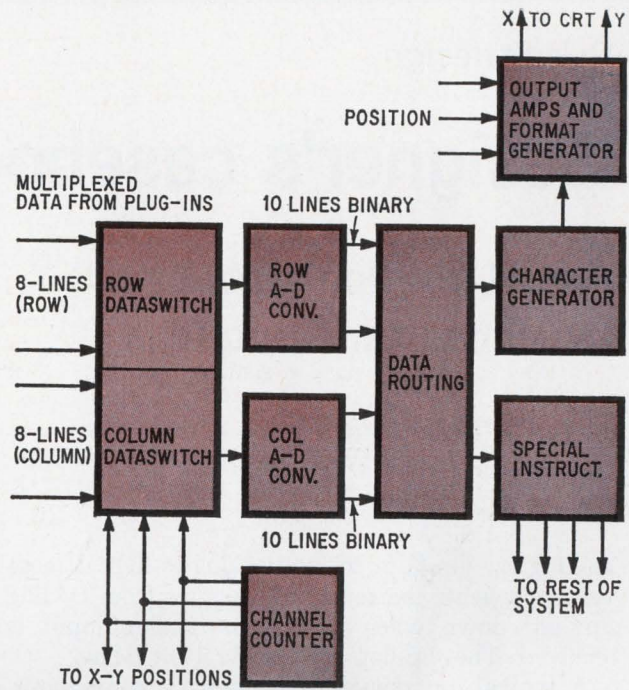 X TO CRT Y
OUTPUT
AMPS AND
FORMAT
GENERATOR
POSITION
MULTIPLEXED
DATA FROM PLUG-INS
10 LINES BINARY
8-LINES
(ROW)
ROW
DATASWITCH
ROW
A-D
CONV.
DATA
ROUTING
CHARACTER
GENERATOR
8-LINES
(COLUMN)
COLUMN
DATASWITCH
COL
A-D
CONV.
SPECIAL
INSTRUCT.
10 LINES BINARY
CHANNEL
COUNTER
TO REST OF
SYSTEM
TO X-Y POSITIONS